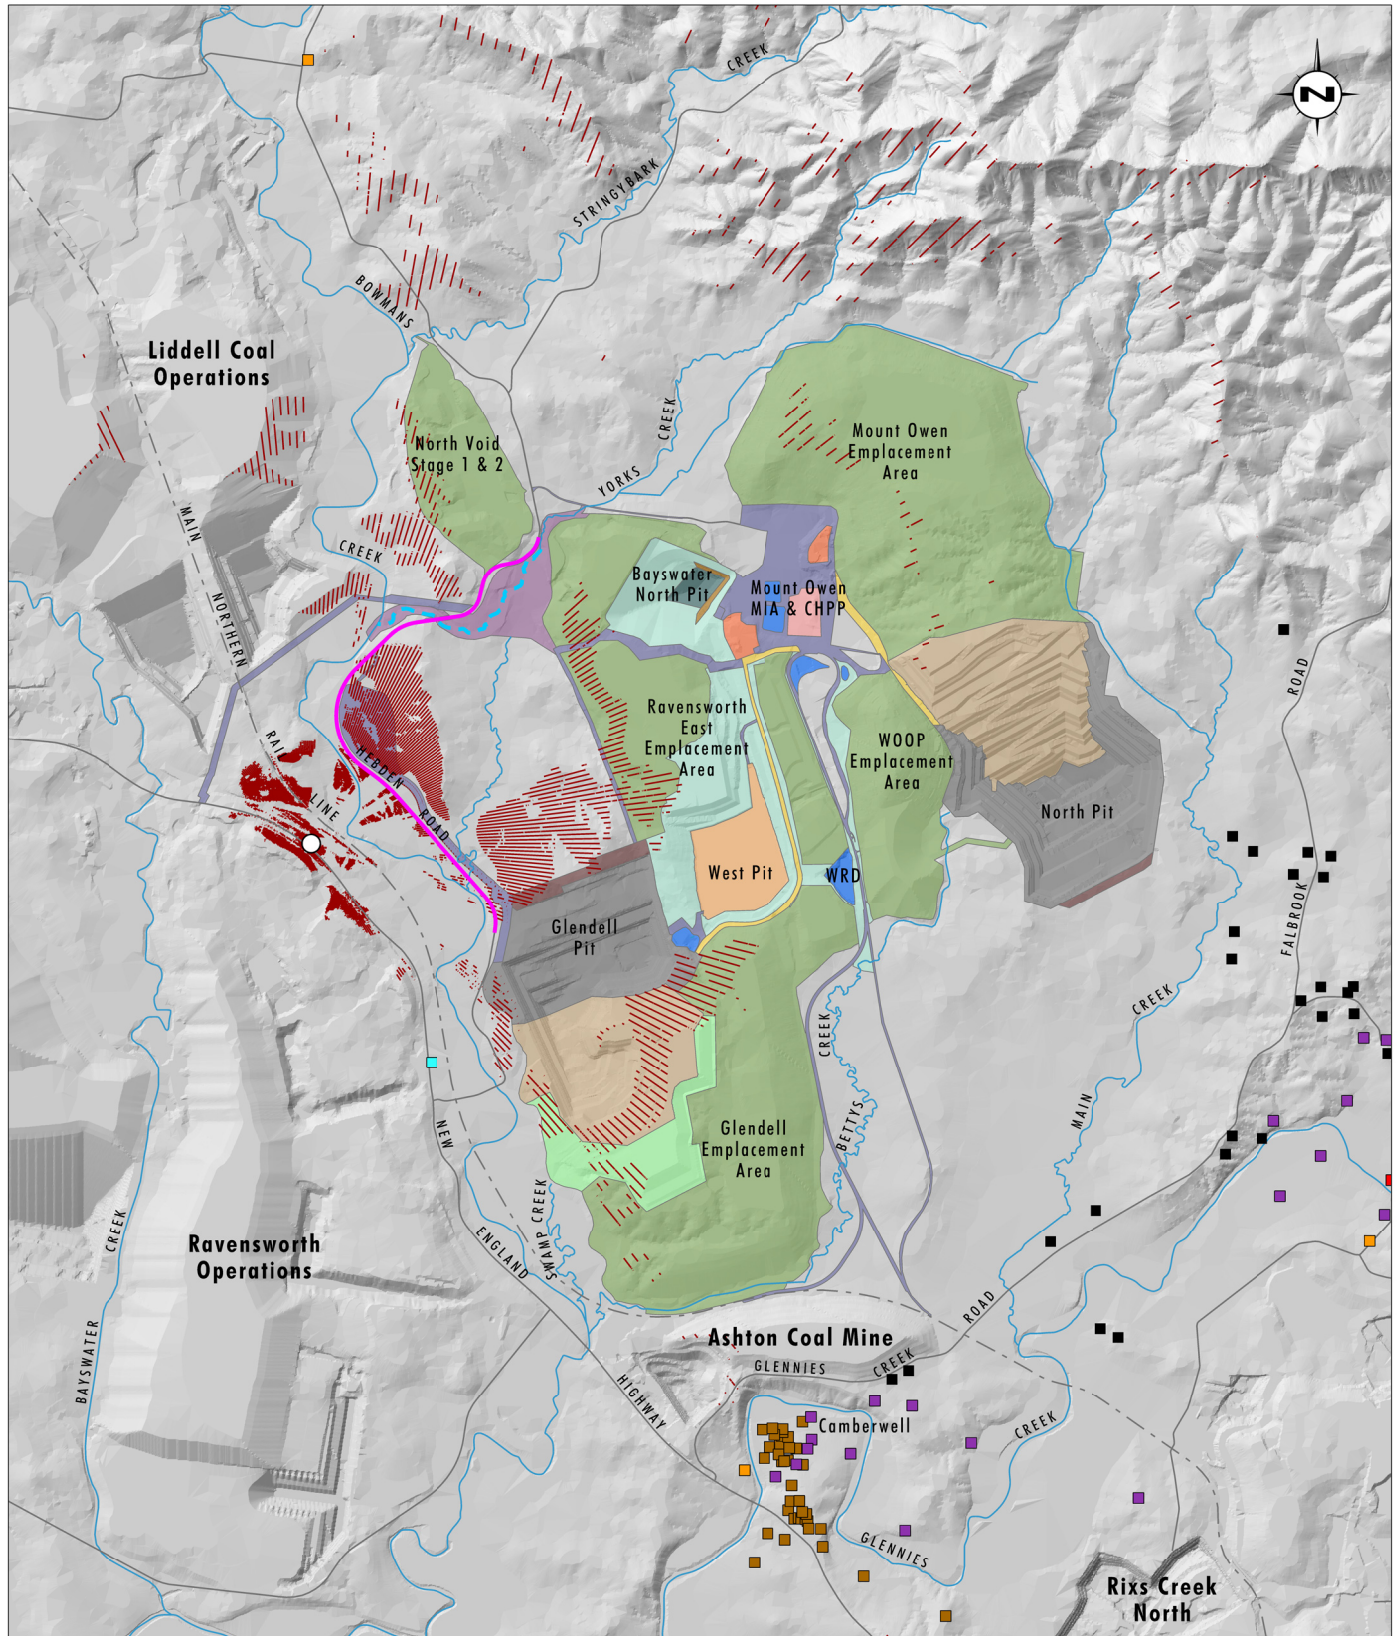 CREEK
N
STRINGYBARK
BOWMANS
Liddell Coal
Operations
CREEK
North Void
Stage 1 & 2
Mount Owen
Emplacement
Area
YORKS
MAIN
CREEK
Bayswater
North Pit
Mount Owen
MIA & CHPP
NORTHERN
ROAD
Ravensworth
East
Emplacement
Area
WOOP
Emplacement
Area
RAIL
LINE
HEBDEN
ROAD
North Pit
West Pit
WRD
Glendell
Pit
FALBROOK
CREEK
CREEK
MAIN
NEW
BETTYS
Glendell
Emplacement
Area
CREEK
SWAMP CREEK
Ravensworth
Operations
ENGLAND
ROAD
BAYSWATER
Ashton Coal Mine
GLENNIES
CREEK
HIGHWAY
Camberwell
CREEK
GLENNIES
Rixs Creek
North